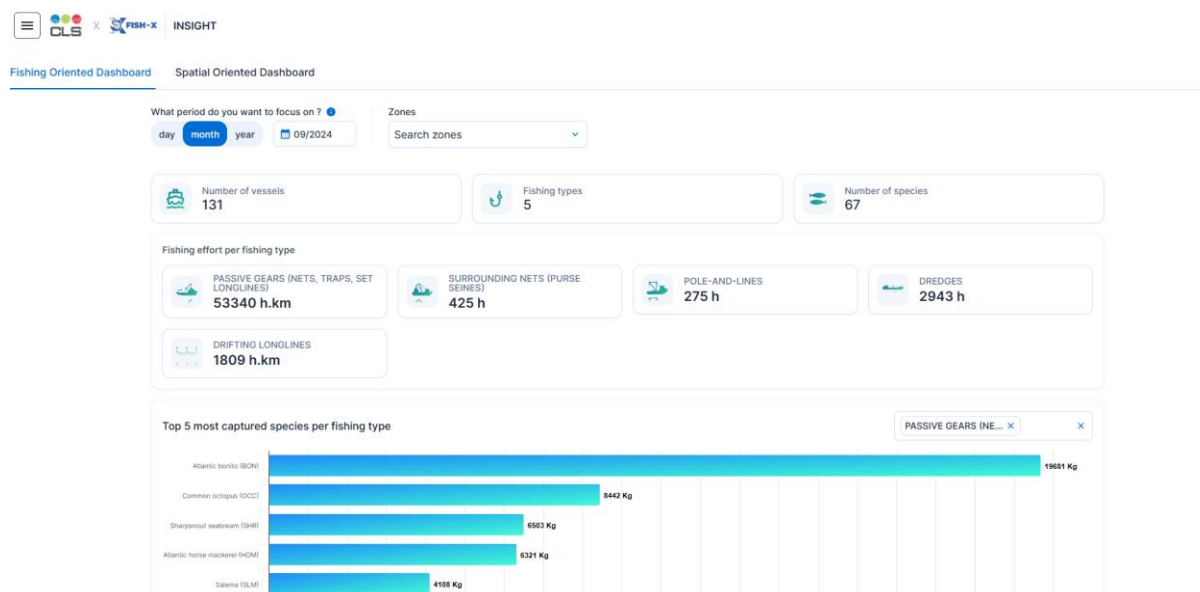 CLS x FISH-X INSIGHT
Fishing Oriented Dashboard Spatial Oriented Dashboard
What period do you want to focus on ? Zones
day month year 09/2024 Search zones
Number of vessels
131
Fishing types
5
Number of species
67
Fishing effort per fishing type
PASSIVE GEARS (NETS, TRAPS, SET
LONGLINES)
53340 h.km
SURROUNDING NETS (PURSE
SEINES)
425 h
POLE-AND-LINES
275 h
DREDGES
2943 h
DRIFTING LONGLINES
1809 h.km
Top 5 most captured species per fishing type
PASSIVE GEARS (NE...
Atlantic bonito (BON) 19681 Kg
Common octopus (OCC) 8442 Kg
Sharpsnout seabream (SHR) 6503 Kg
Atlantic horse mackerel (HOM) 6321 Kg
Salema (SLM) 4108 Kg